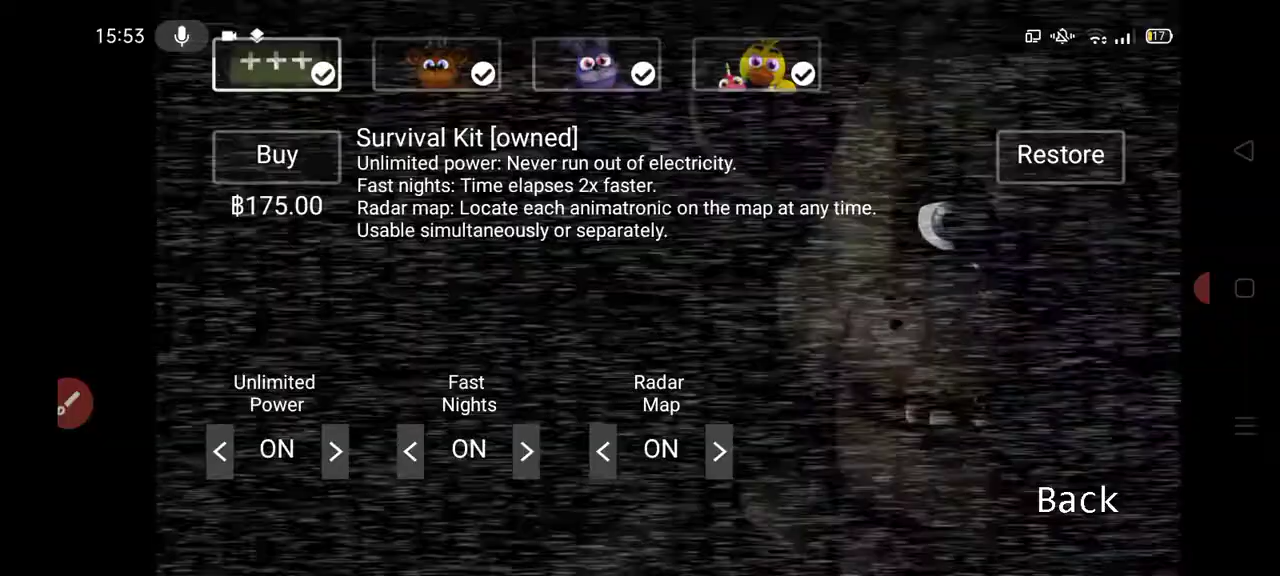 15:53
17
+++
Buy
Survival Kit [owned]
Restore
Unlimited power: Never run out of electricity.
Fast nights: Time elapses 2x faster.
฿175.00
Radar map: Locate each animatronic on the map at any time.
Usable simultaneously or separately.
Unlimited
Power
Fast
Nights
Radar
Map
< ON >
< ON >
< ON >
Back